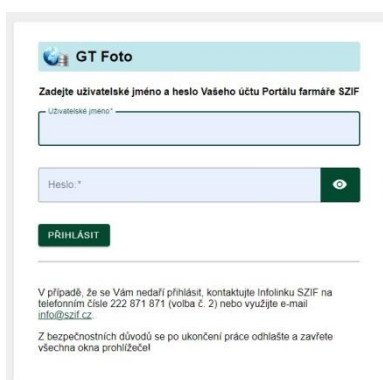 GT Foto
Zadejte uživatelské jméno a heslo Vašeho účtu Portálu farmáře SZIF
Uživatelské jméno*
Heslo:*
PŘIHLÁSIT
V případě, že se Vám nedaří přihlásit, kontaktujte Infolinku SZIF na
telefonním čísle 222 871 871 (volba č. 2) nebo využijte e-mail
info@szif.cz.
Z bezpečnostních důvodů se po ukončení práce odhlašte a zavřete
všechna okna prohlížeče!